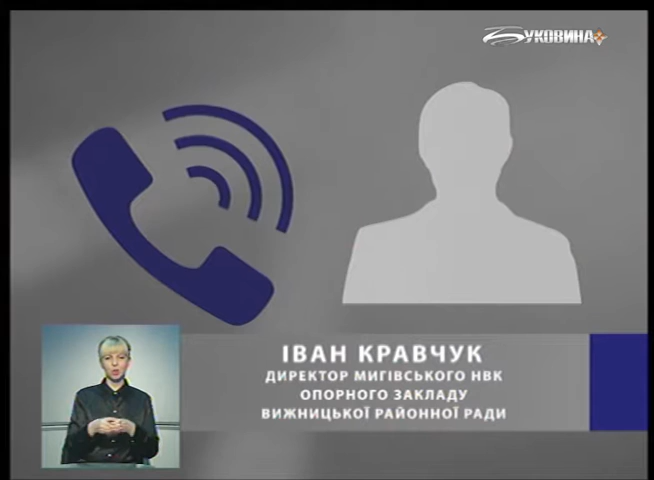 БУКОВИНА
ІВАН КРАВЧУК
ДИРЕКТОР МИГІВСЬКОГО НВК
ОПОРНОГО ЗАКЛАДУ
ВИЖНИЦЬКОЇ РАЙОННОЇ РАДИ